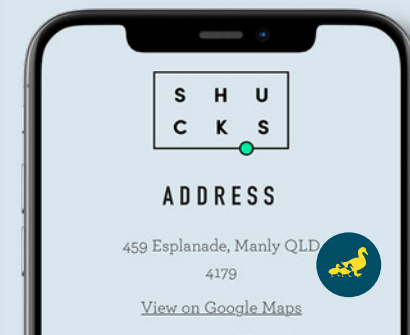 S H U
C K S
ADDRESS
459 Esplanade, Manly QLD
4179
View on Google Maps